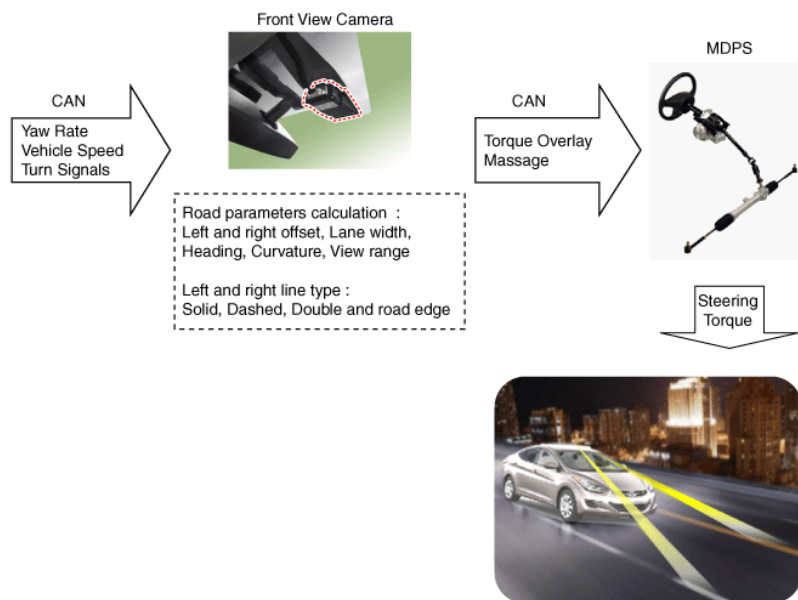 Front View Camera
MDPS
CAN
Yaw Rate
Vehicle Speed
Turn Signals
CAN
Torque Overlay
Massage
Road parameters calculation :
Left and right offset, Lane width,
Heading, Curvature, View range
Left and right line type :
Solid, Dashed, Double and road edge
Steering
Torque